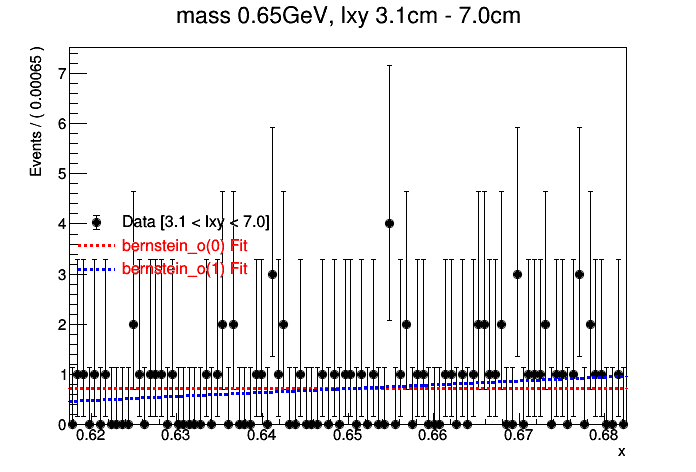 mass 0.65GeV, lxy 3.1cm - 7.0cm
Events / ( 0.00065 )
7
6
5
4
3
2
1
0
Data [3.1 < lxy < 7.0]
bernstein_o(0) Fit
bernstein_o(1) Fit
0.62
0.63
0.64
0.65
0.66
0.67
0.68
x